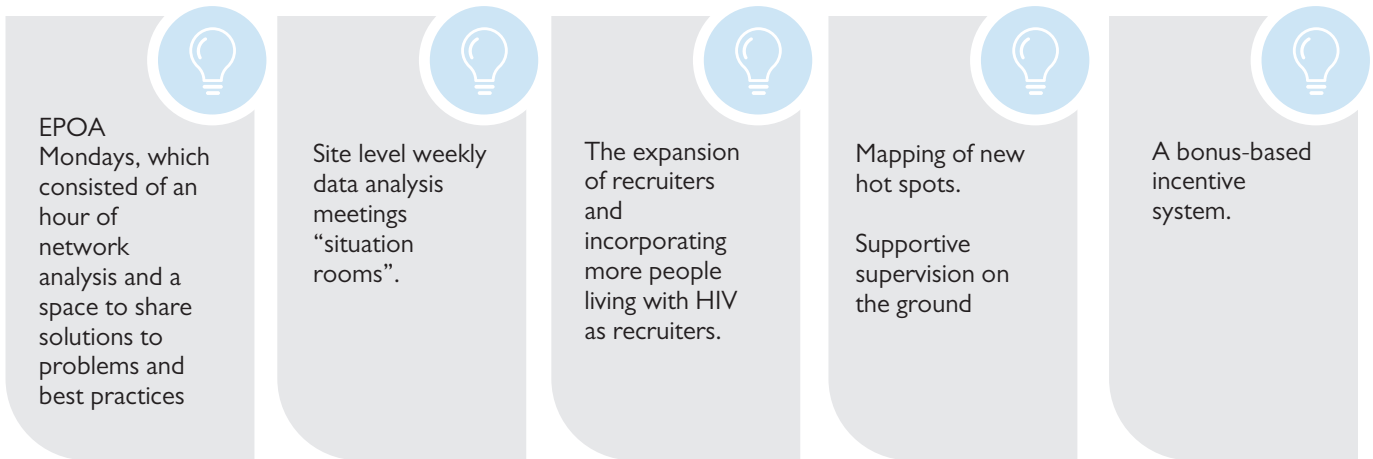 EPOA
Mondays, which
consisted of an
hour of
network
analysis and a
space to share
solutions to
problems and
best practices
Site level weekly
data analysis
meetings
“situation
rooms”.
The expansion
of recruiters
and
incorporating
more people
living with HIV
as recruiters.
Mapping of new
hot spots.
Supportive
supervision on
the ground
A bonus-based
incentive
system.